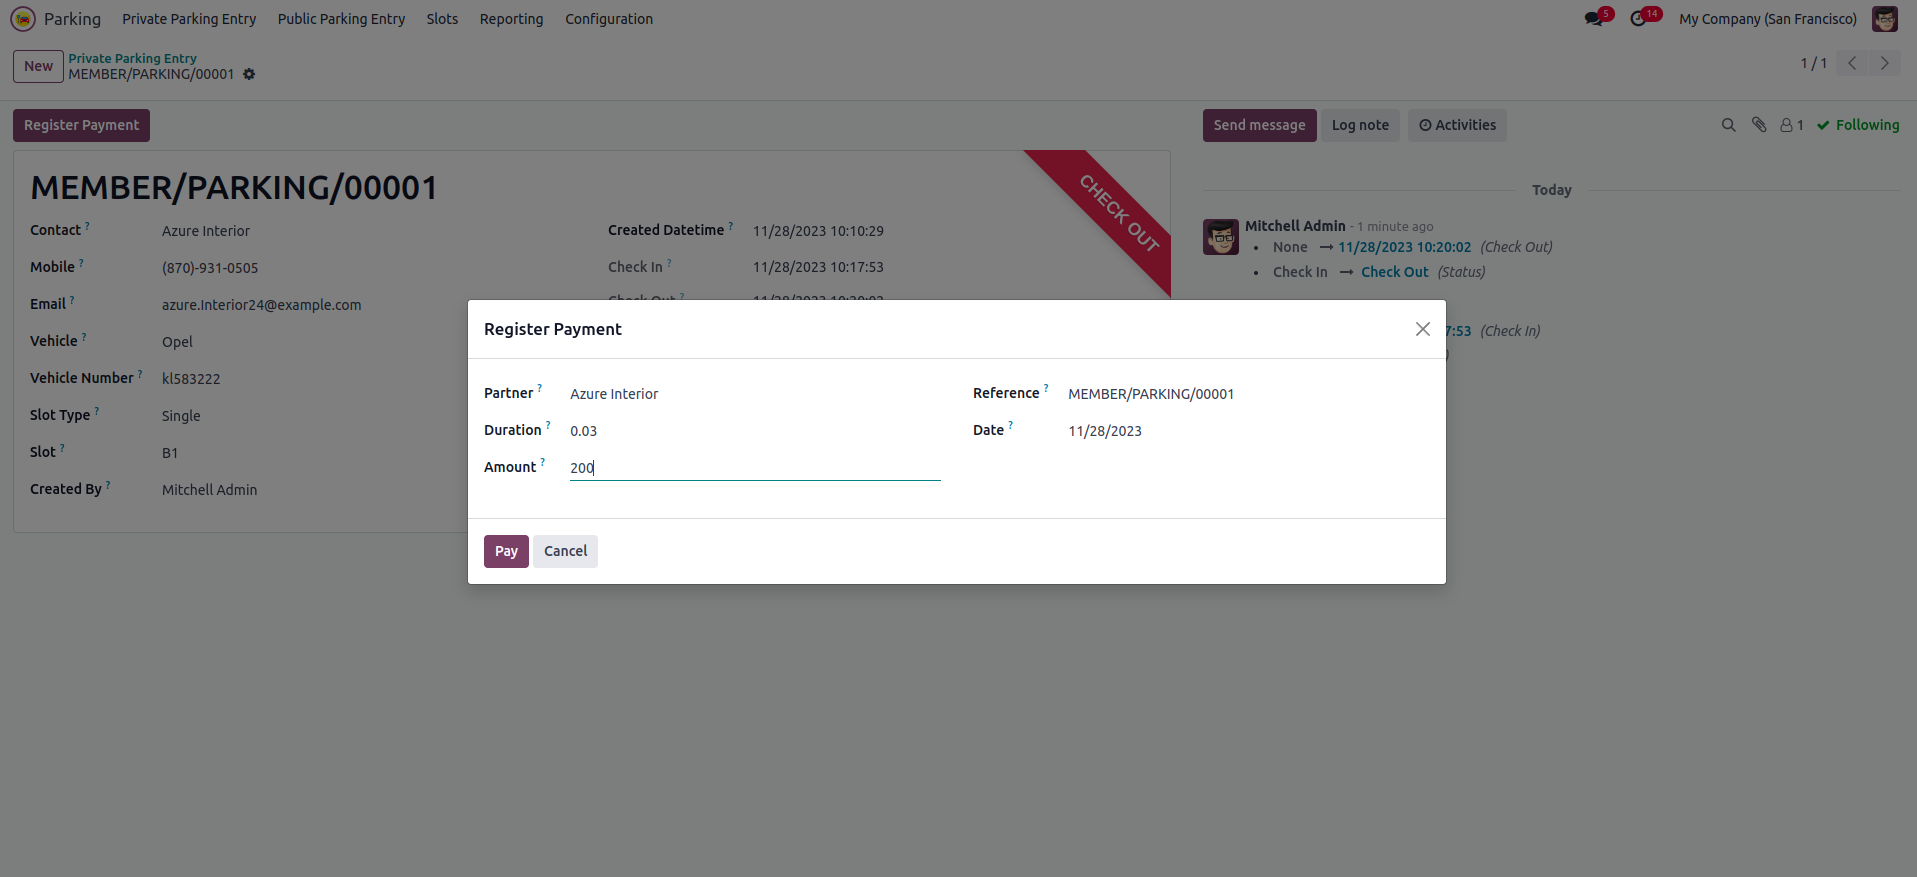 Parking Private Parking Entry Public Parking Entry Slots Reporting Configuration 5 14 My Company (San Francisco)
New Private Parking Entry
MEMBER/PARKING/00001 1 / 1
Register Payment Send message Log note Activities 1 Following
MEMBER/PARKING/00001
CHECK OUT
Contact ? Azure Interior
Mobile ? (870)-931-0505
Email ? azure.Interior24@example.com
Vehicle ? Opel
Vehicle Number ? kl583222
Slot Type ? Single
Slot ? B1
Created By ? Mitchell Admin
Created Datetime ? 11/28/2023 10:10:29
Check In ? 11/28/2023 10:17:53
Check Out ? 11/28/2023 10:20:02
Today
Mitchell Admin - 1 minute ago
• None → 11/28/2023 10:20:02 (Check Out)
• Check In → Check Out (Status)
7:53 (Check In)
)
Register Payment
Partner ? Azure Interior
Duration ? 0.03
Amount ? 200
Reference ? MEMBER/PARKING/00001
Date ? 11/28/2023
Pay Cancel